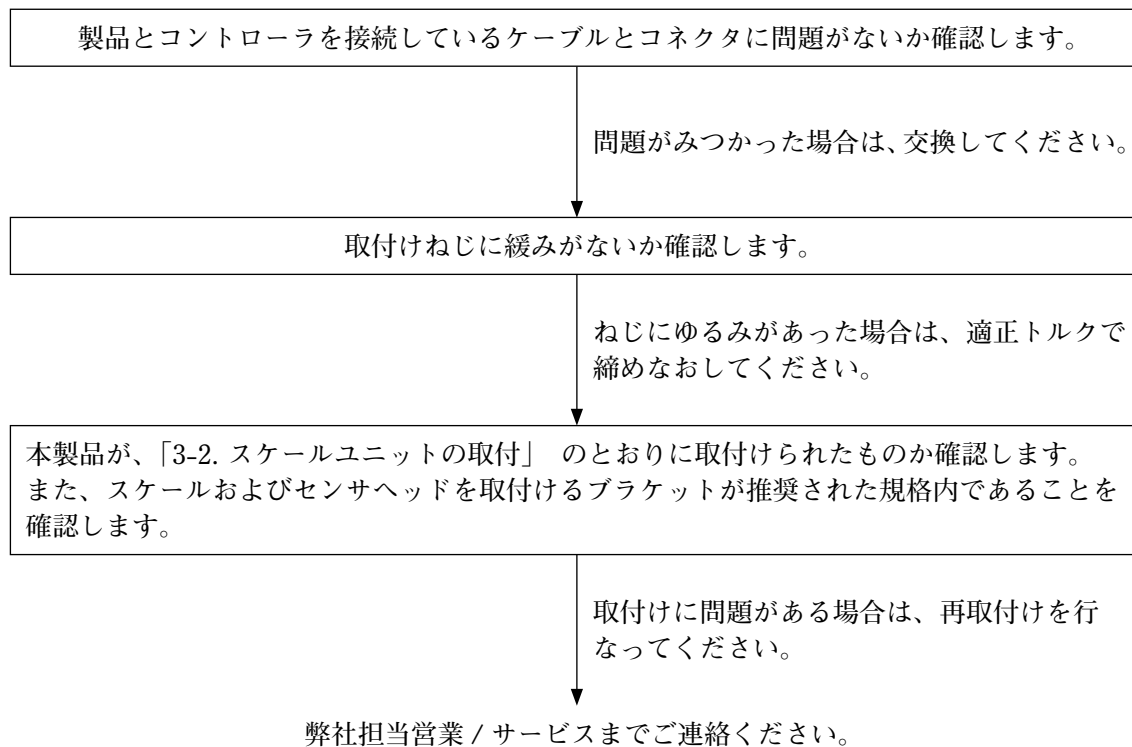 製品とコントローラを接続しているケーブルとコネクタに問題がないか確認します。
問題がみつかった場合は、交換してください。
取付けねじに緩みがないか確認します。
ねじにゆるみがあった場合は、適正トルクで
締めなおしてください。
本製品が、「3-2. スケールユニットの取付」 のとおりに取付けられたものか確認します。
また、スケールおよびセンサヘッドを取付けるブラケットが推奨された規格内であることを
確認します。
取付けに問題がある場合は、再取付けを行
なってください。
弊社担当営業 / サービスまでご連絡ください。